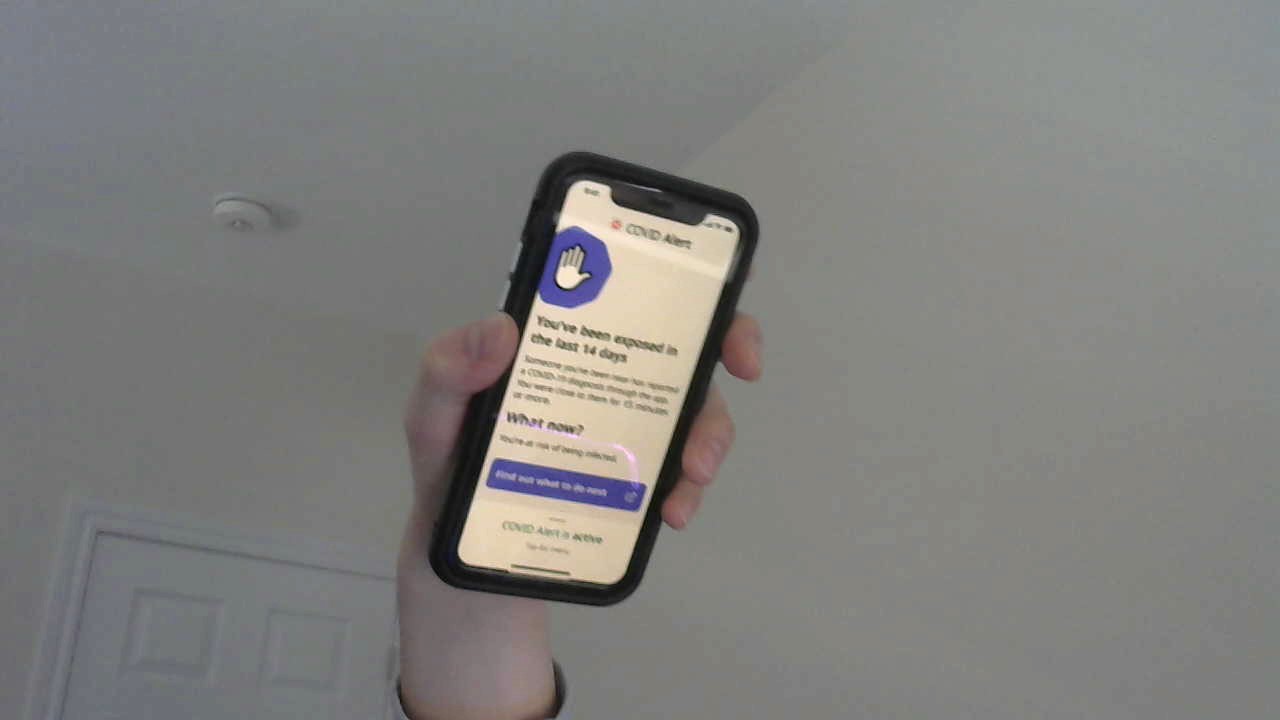 COVID Alert
You've been exposed in
the last 14 days
Someone you've been near has reported
a COVID-19 diagnosis through the app.
You were close to them for 15 minutes
or more.
What now?
You're at risk of being infected.
Find out what to do next
COVID Alert is active
Tap for menu